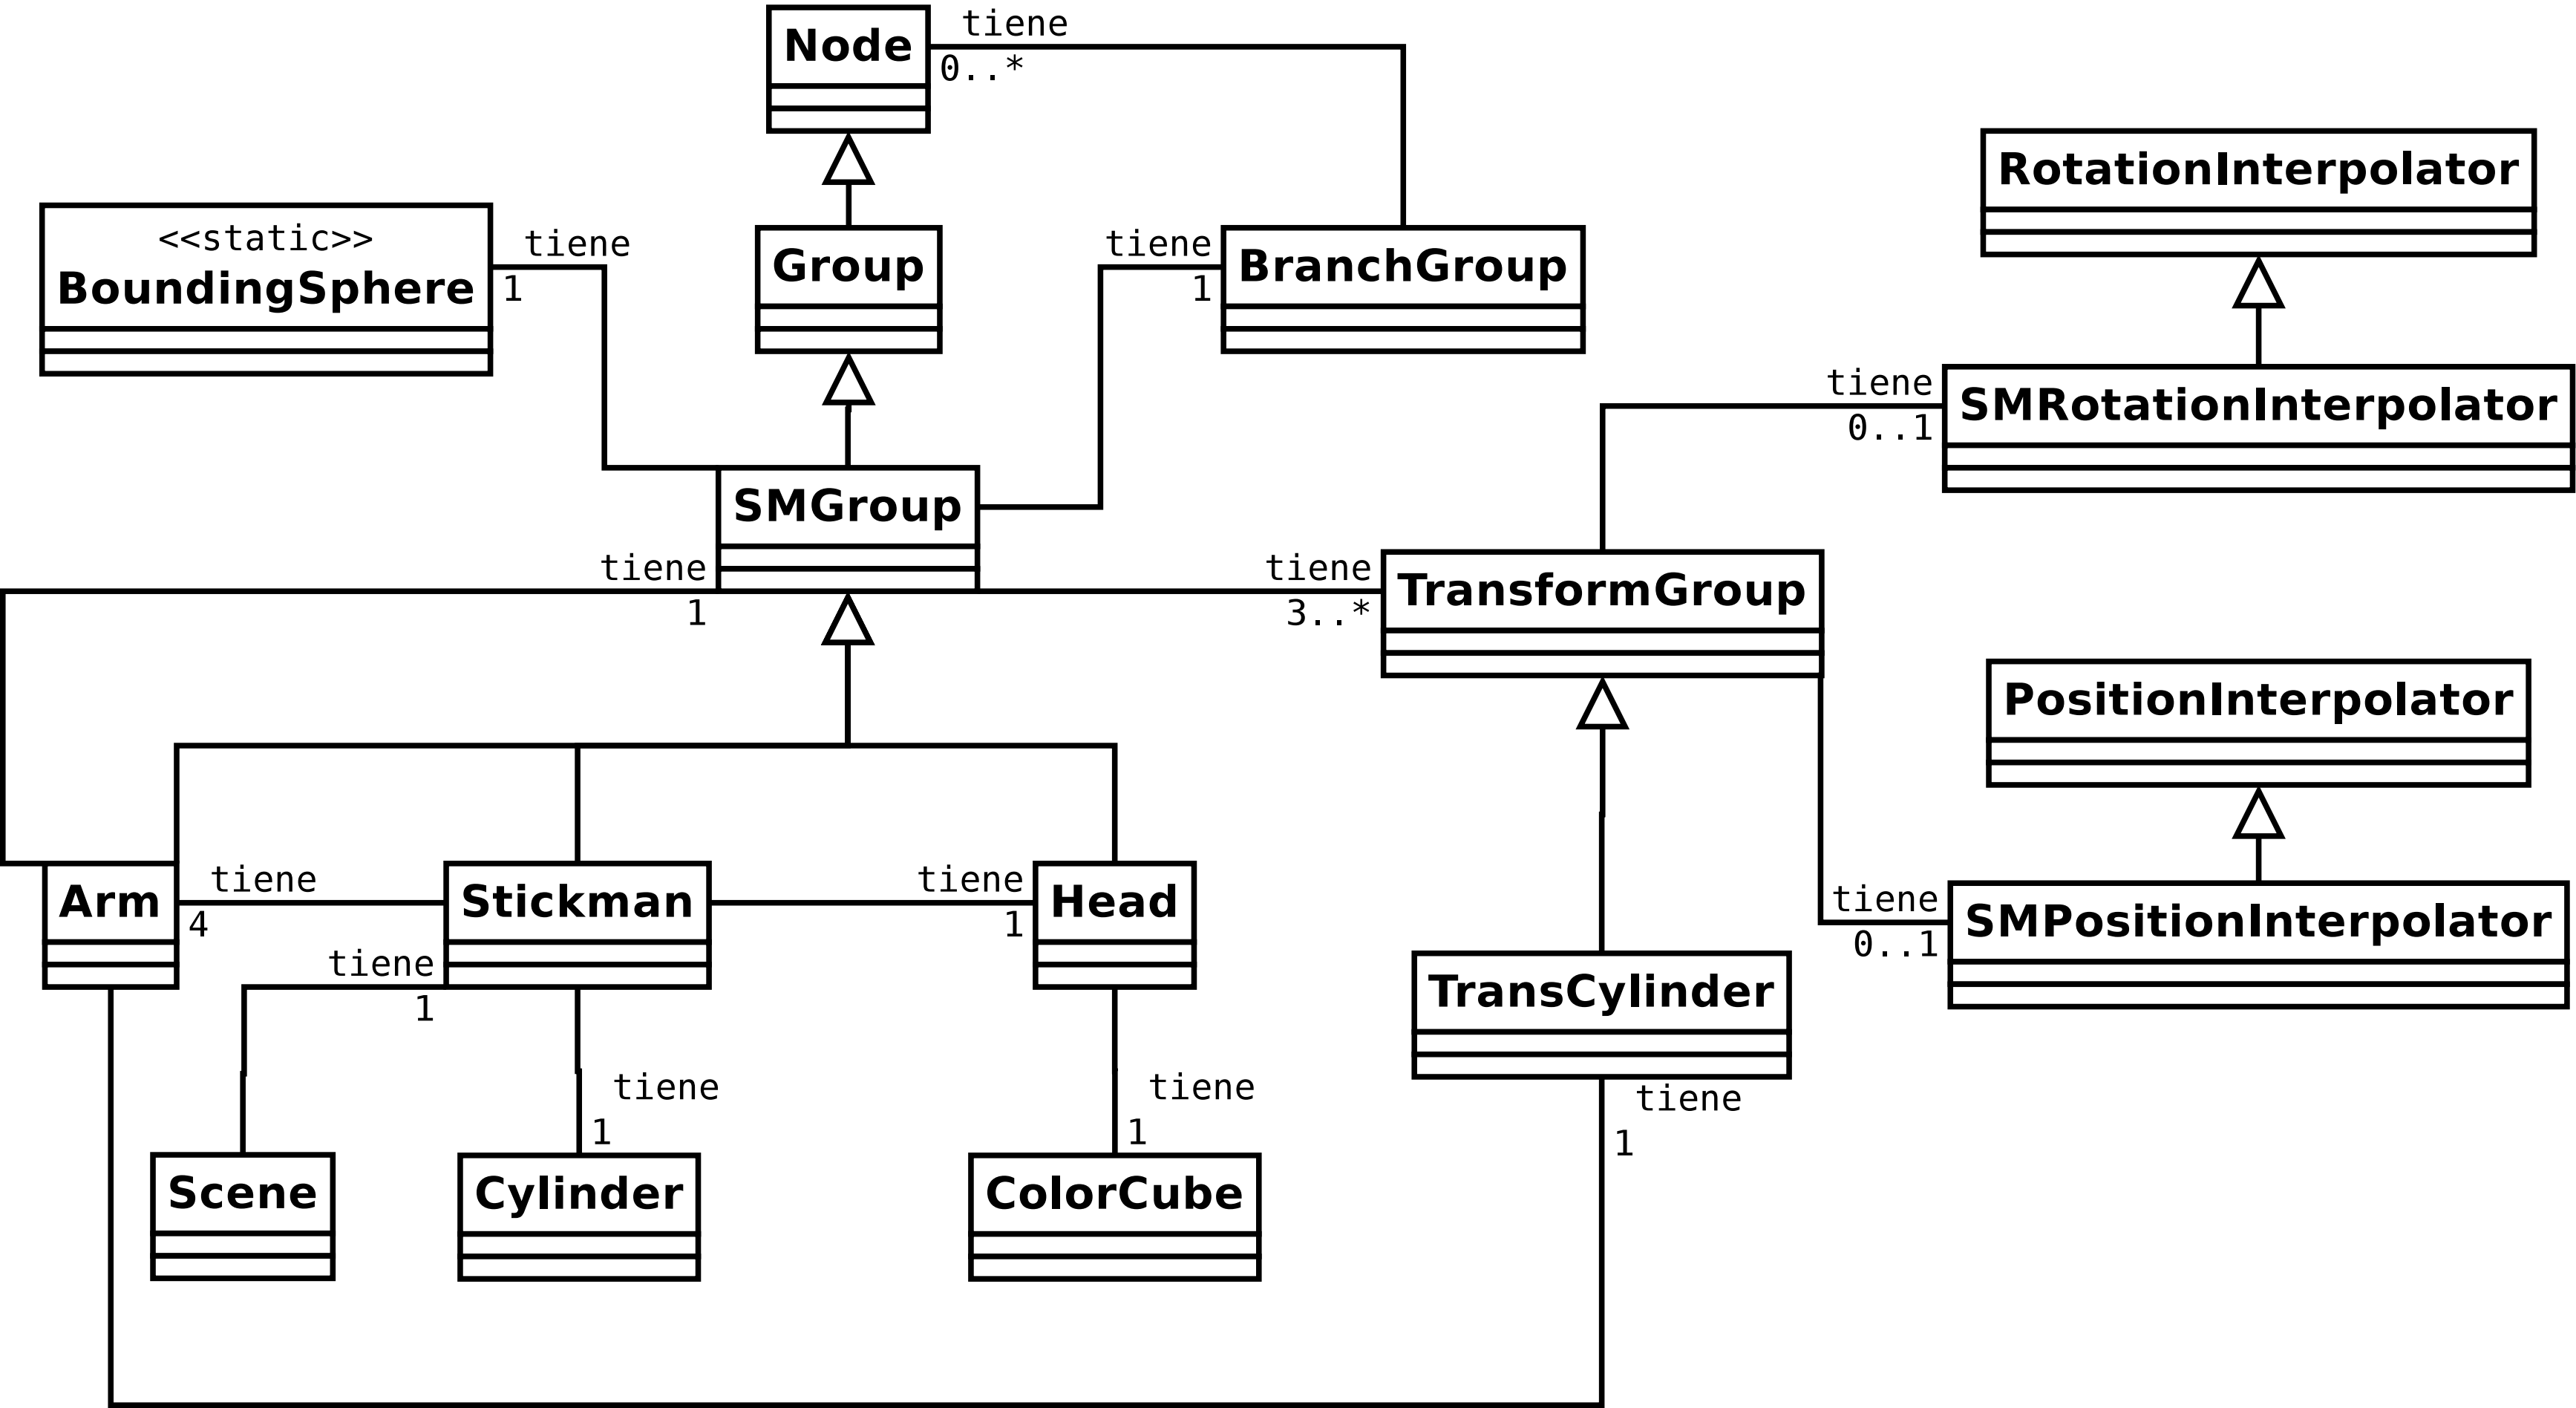 Node
tiene
0..*
RotationInterpolator
<<static>>
BoundingSphere
tiene
1
Group
tiene
1
BranchGroup
tiene
0..1
SMRotationInterpolator
SMGroup
tiene
1
tiene
3..*
TransformGroup
PositionInterpolator
Arm
tiene
4
Stickman
tiene
1
Head
tiene
0..1
SMPositionInterpolator
tiene
1
TransCylinder
tiene
1
tiene
1
tiene
1
Scene
Cylinder
ColorCube